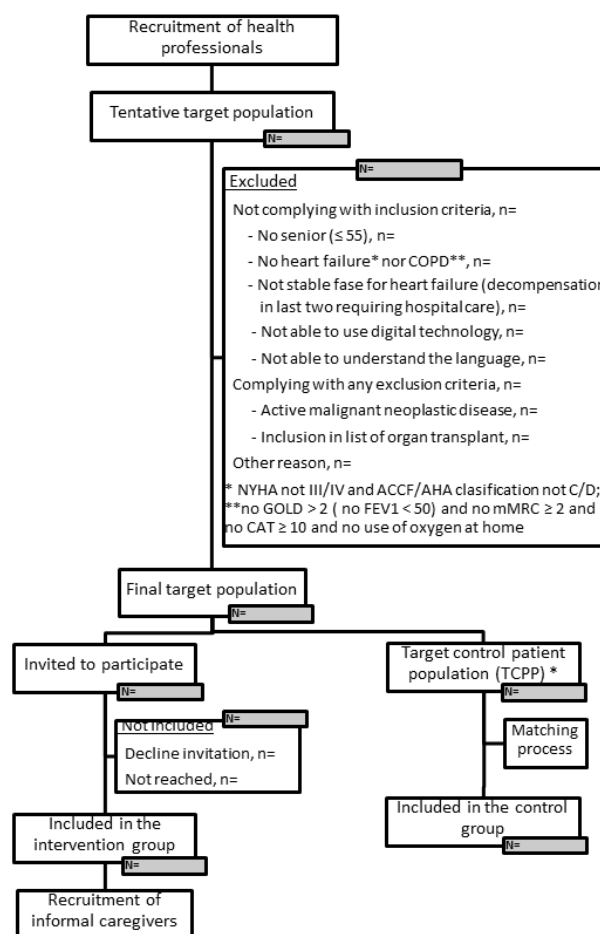 Recruitment of health
professionals
Tentative target population
N=
N=
Excluded
Not complying with inclusion criteria, n=
- No senior (≤ 55), n=
- No heart failure* nor COPD**, n=
- Not stable fase for heart failure (decompensation
in last two requiring hospital care), n=
- Not able to use digital technology, n=
- Not able to understand the language, n=
Complying with any exclusion criteria, n=
- Active malignant neoplastic disease, n=
- Inclusion in list of organ transplant, n=
Other reason, n=
* NYHA not III/IV and ACCF/AHA clasification not C/D;
**no GOLD > 2 ( no FEV1 < 50) and no mMRC ≥ 2 and
no CAT ≥ 10 and no use of oxygen at home
Final target population
N=
Invited to participate
N=
Target control patient
population (TCPP) *
N=
N=
Not included
Decline invitation, n=
Not reached, n=
Matching
process
Included in the
intervention group
N=
Included in the control
group
N=
Recruitment of
informal caregivers